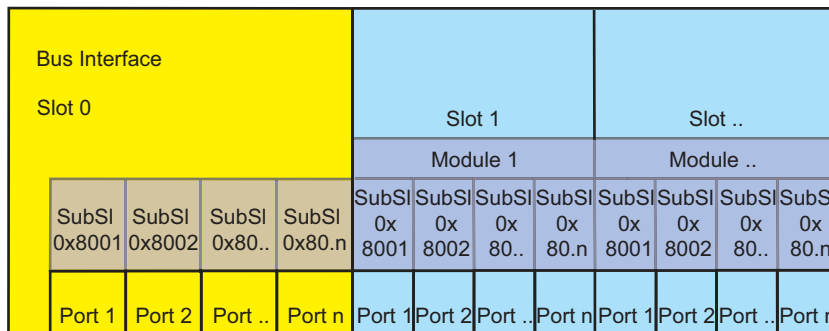 Bus Interface
Slot 0
Slot 1 Slot ..
Module 1 Module ..
SubSl SubSl SubSl SubSl SubSl SubSl SubSl SubSl SubSl SubSl SubSl SubSl
0x8001 0x8002 0x80.. 0x80.n 0x 0x 0x 0x 0x 0x 0x 0x
8001 8002 80.. 80.n 8001 8002 80.. 80.n
Port 1 Port 2 Port .. Port n Port 1 Port 2 Port .. Port n Port 1 Port 2 Port .. Port n